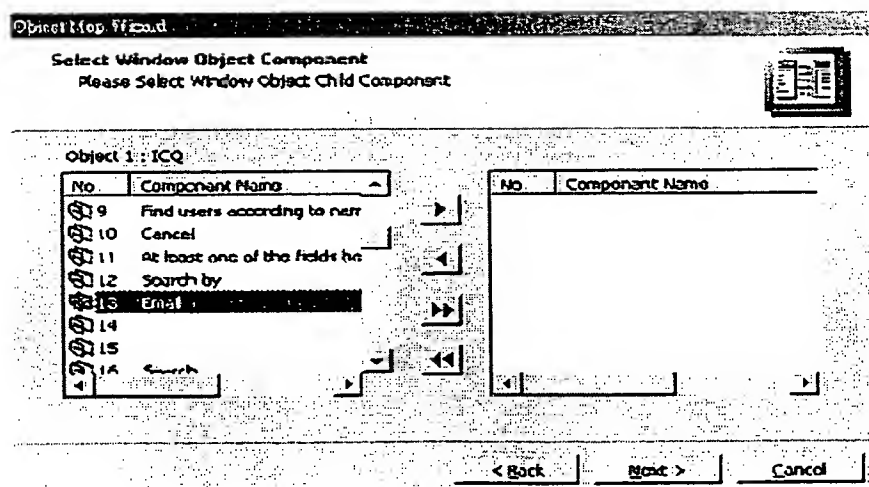 Object Map Wizard
Select Window Object Component
Please Select Window Object Child Component
Object 1 : ICQ
No. Component Name
9 Find users according to nam
10 Cancel
11 At least one of the fields be
12 Search by
13 Email
14
15
16 Search
No. Component Name
< Back Next > Cancel